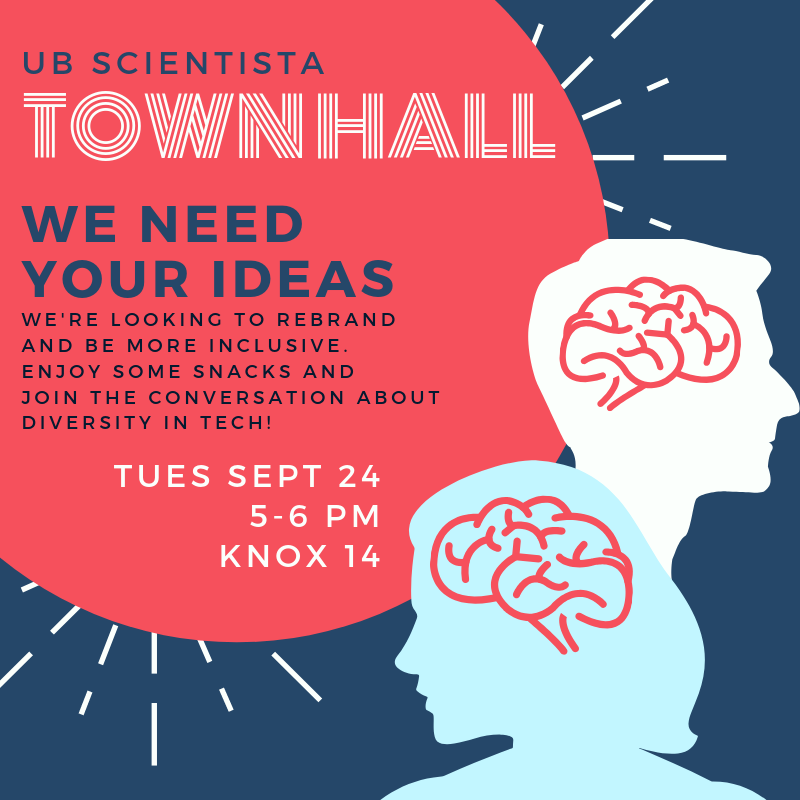 UB SCIENTISTA
TOWNHALL
WE NEED
YOUR IDEAS
WE'RE LOOKING TO REBRAND
AND BE MORE INCLUSIVE.
ENJOY SOME SNACKS AND
JOIN THE CONVERSATION ABOUT
DIVERSITY IN TECH!
TUES SEPT 24
5-6 PM
KNOX 14